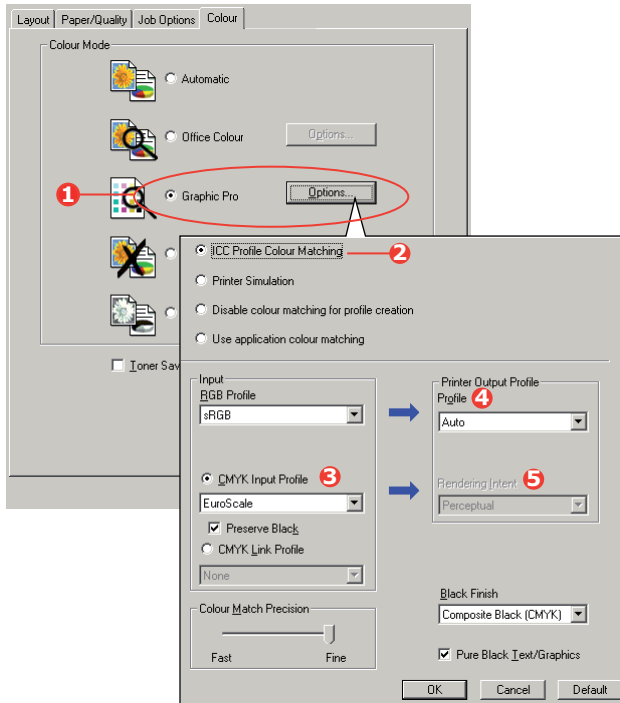 Layout Paper/Quality Job Options Colour
Colour Mode
Automatic
Office Colour Options...
1 Graphic Pro Options...
ICC Profile Colour Matching 2
Printer Simulation
Disable colour matching for profile creation
Use application colour matching
Toner Sav
Input
RGB Profile
sRGB
Printer Output Profile
Profile 4
Auto
CMYK Input Profile 3
EuroScale
Preserve Black
CMYK Link Profile
None
Rendering Intent 5
Perceptual
Colour Match Precision
Fast Fine
Black Finish
Composite Black (CMYK)
Pure Black Text/Graphics
OK Cancel Default